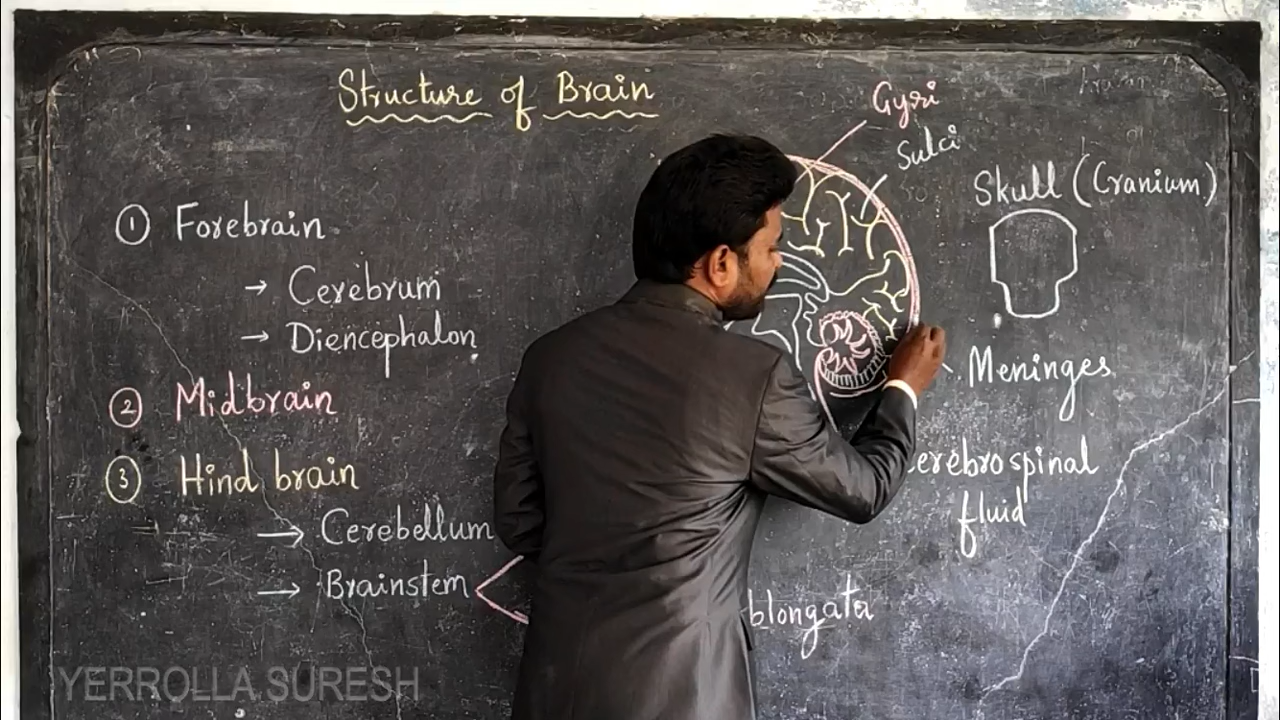 Structure of Brain
Gyri
Sulci
Skull (Cranium)
① Forebrain
→ Cerebrum
→ Diencephalon
② Midbrain
③ Hind brain
→ Cerebellum
→ Brainstem
Meninges
erebrospinal
fluid
blongata
YERROLLA SURESH